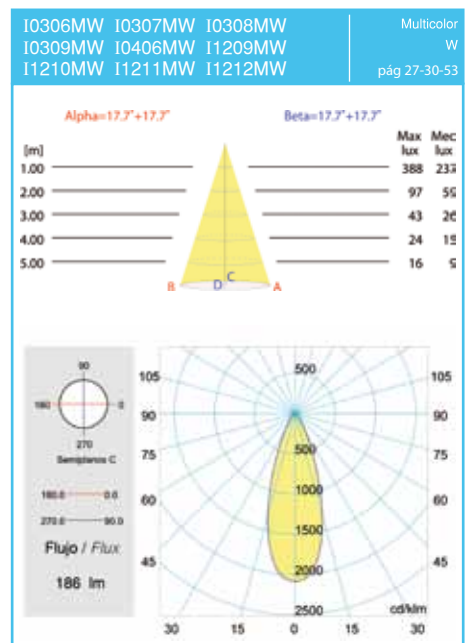 I0306MW I0307MW I0308MW
I0309MW I0406MW I1209MW
I1210MW I1211MW I1212MW
Multicolor
W
pág 27-30-53
Alpha=17.7°+17.7°
Beta=17.7°+17.7°
Max
lux
[m]
1.00 388
2.00 97 59
3.00 43 26
4.00 24 15
5.00 16
B D C A
90
180 0
270
Semiplanos C
180.0 0.0
270.0 90.0
Flujo / Flux
186 lm
500
105 105
90 90
75 500 75
1000
60 60
1500
45 2000 45
2500 cd/klm
30 15 0 15 30